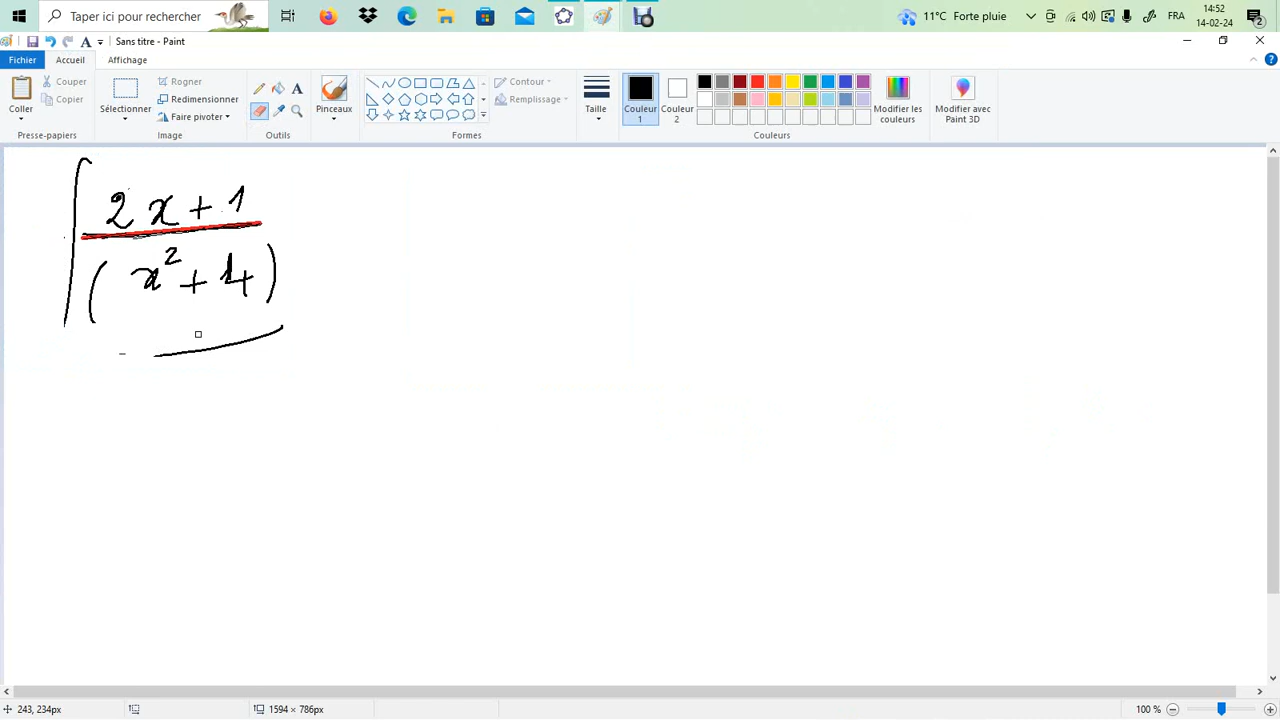 Taper ici pour rechercher
11°C Forte pluie
FRA
14:52
14-02-24
2
Sans titre - Paint
Fichier
Accueil
Affichage
Coller
Couper
Copier
Presse-papiers
Sélectionner
Rogner
Redimensionner
Faire pivoter
Image
A
Outils
Pinceaux
Contour
Remplissage
Formes
Taille
Couleur 1
Couleur 2
Modifier les couleurs
Couleurs
Modifier avec Paint 3D
∫ 2x+1
(x²+4)
243, 234px
1594 × 786px
100 %